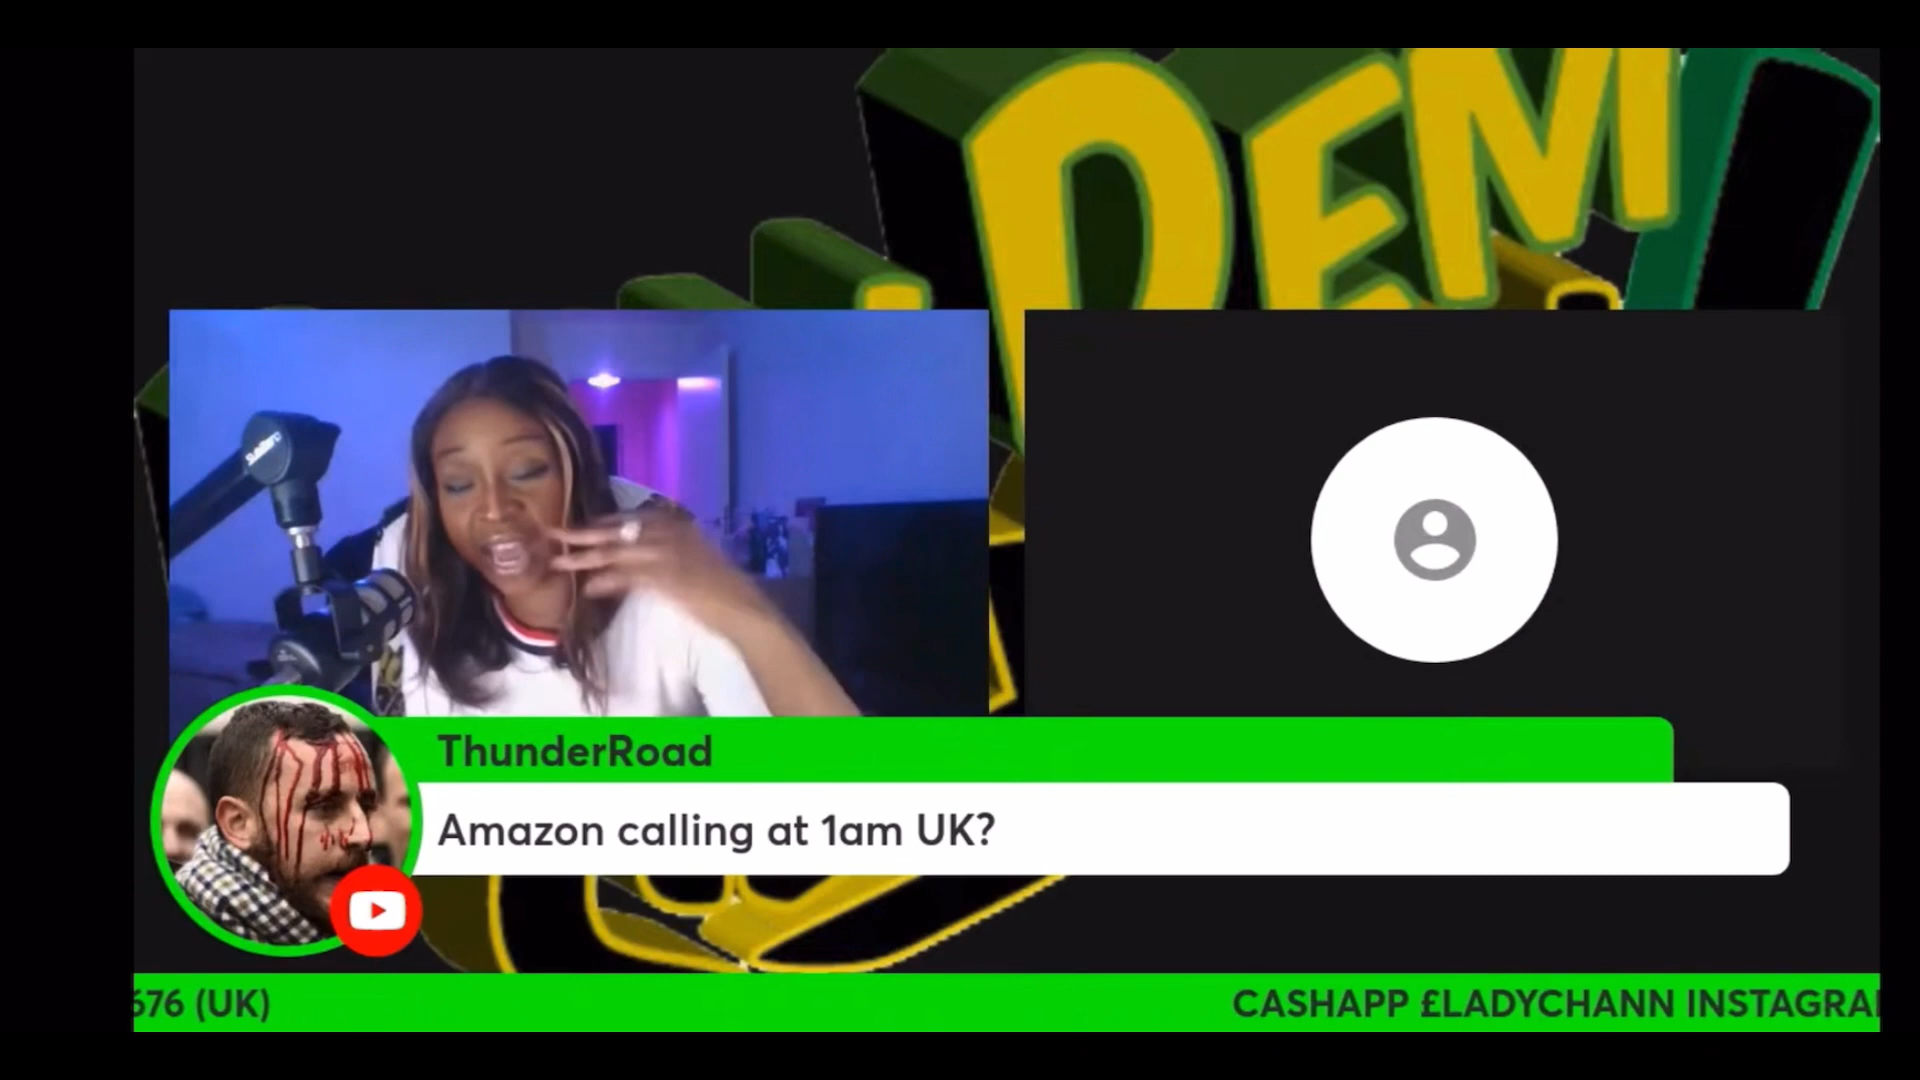 DEM
ThunderRoad
Amazon calling at 1am UK?
676 (UK)
CASHAPP £LADYCHANN INSTAGRA